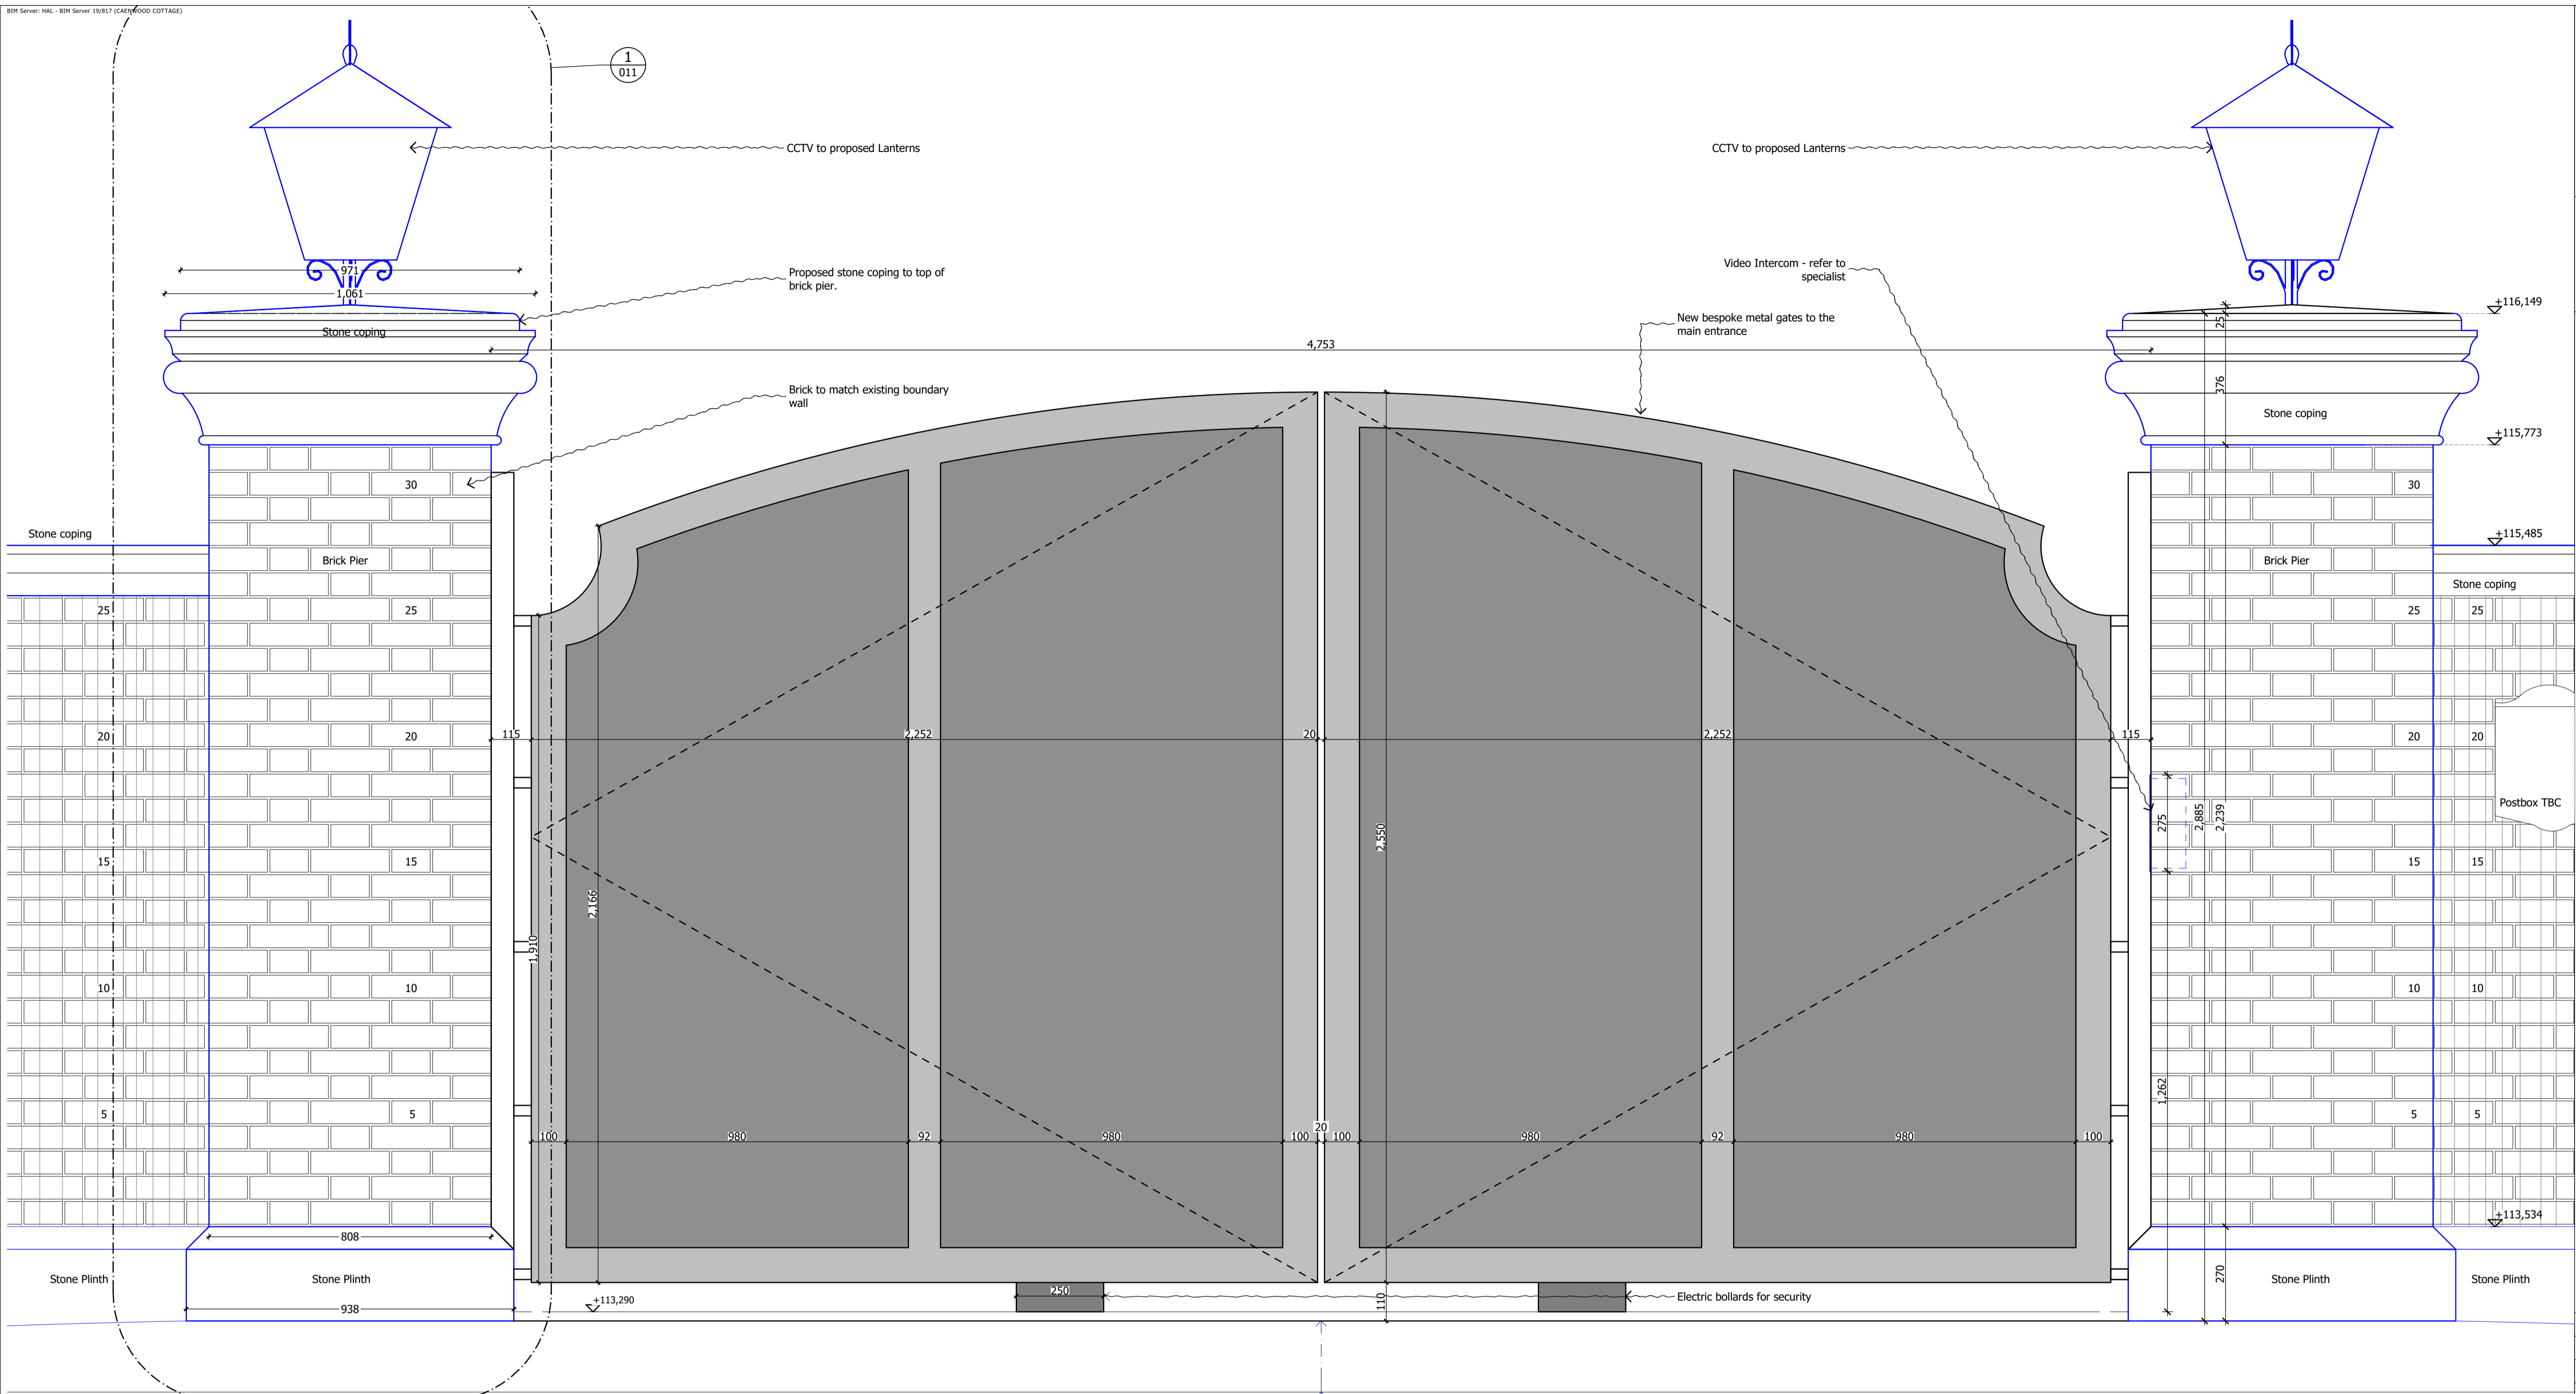 BIM Server: HAL - BIM Server 19/817 (CAENWOOD COTTAGE)
1
011
CCTV to proposed Lanterns
CCTV to proposed Lanterns
971
1,061
Proposed stone coping to top of
brick pier.
Video Intercom - refer to
specialist
New bespoke metal gates to the
main entrance
+116,149
25
Stone coping
4,753
376
Brick to match existing boundary
wall
Stone coping
+115,773
30
30
Stone coping
+115,485
Brick Pier
Brick Pier
Stone coping
25
25
25
25
20
20
115
2,252
20
2,252
115
20
20
275
2,885
2,239
Postbox TBC
2,550
15
15
15
15
2,166
1,910
10
10
10
10
1,262
5
5
5
5
100
980
92
980
100
20
100
980
92
980
100
+113,534
808
Stone Plinth
Stone Plinth
270
Stone Plinth
Stone Plinth
250
Electric bollards for security
+113,290
110
938